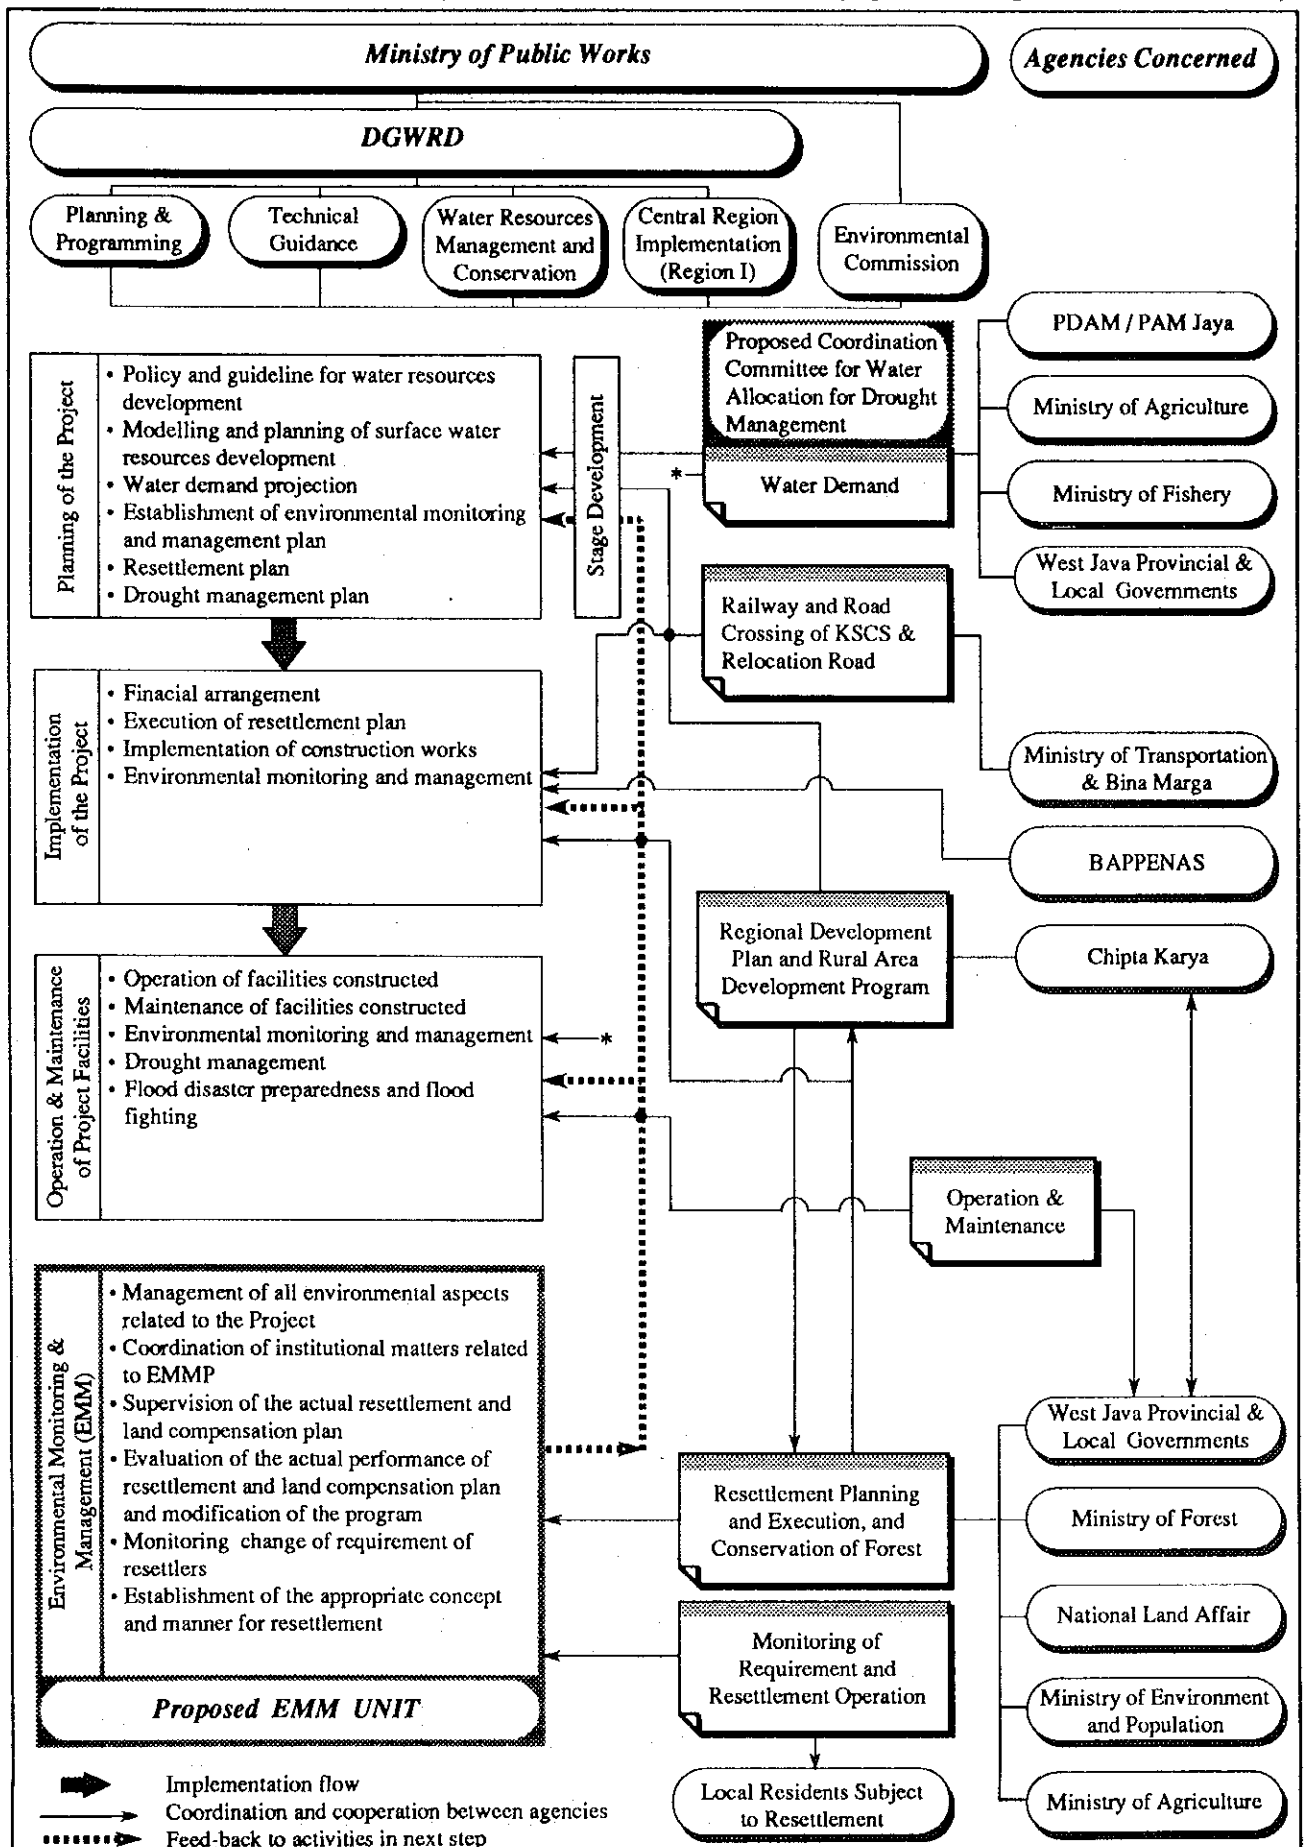 Ministry of Public Works
Agencies Concerned
DGWRD
Planning &
Programming
Technical
Guidance
Water Resources
Management and
Conservation
Central Region
Implementation
(Region I)
Environmental
Commission
Planning of the Project
• Policy and guideline for water resources
development
• Modelling and planning of surface water
resources development
• Water demand projection
• Establishment of environmental monitoring
and management plan
• Resettlement plan
• Drought management plan
Stage Development
Proposed Coordination
Committee for Water
Allocation for Drought
Management
*
Water Demand
PDAM / PAM Jaya
Ministry of Agriculture
Ministry of Fishery
West Java Provincial &
Local Governments
Railway and Road
Crossing of KSCS &
Relocation Road
Implementation
of the Project
• Finacial arrangement
• Execution of resettlement plan
• Implementation of construction works
• Environmental monitoring and management
Ministry of Transportation
& Bina Marga
BAPPENAS
Regional Development
Plan and Rural Area
Development Program
Chipta Karya
Operation & Maintenance
of Project Facilities
• Operation of facilities constructed
• Maintenance of facilities constructed
• Environmental monitoring and management
*
• Drought management
• Flood disaster preparedness and flood
fighting
Operation &
Maintenance
Environmental Monitoring &
Management (EMM)
• Management of all environmental aspects
related to the Project
• Coordination of institutional matters related
to EMMP
• Supervision of the actual resettlement and
land compensation plan
• Evaluation of the actual performance of
resettlement and land compensation plan
and modification of the program
• Monitoring change of requirement of
resettlers
• Establishment of the appropriate concept
and manner for resettlement
Proposed EMM UNIT
Resettlement Planning
and Execution, and
Conservation of Forest
Monitoring of
Requirement and
Resettlement Operation
Local Residents Subject
to Resettlement
West Java Provincial &
Local Governments
Ministry of Forest
National Land Affair
Ministry of Environment
and Population
Ministry of Agriculture
Implementation flow
Coordination and cooperation between agencies
Feed-back to activities in next step